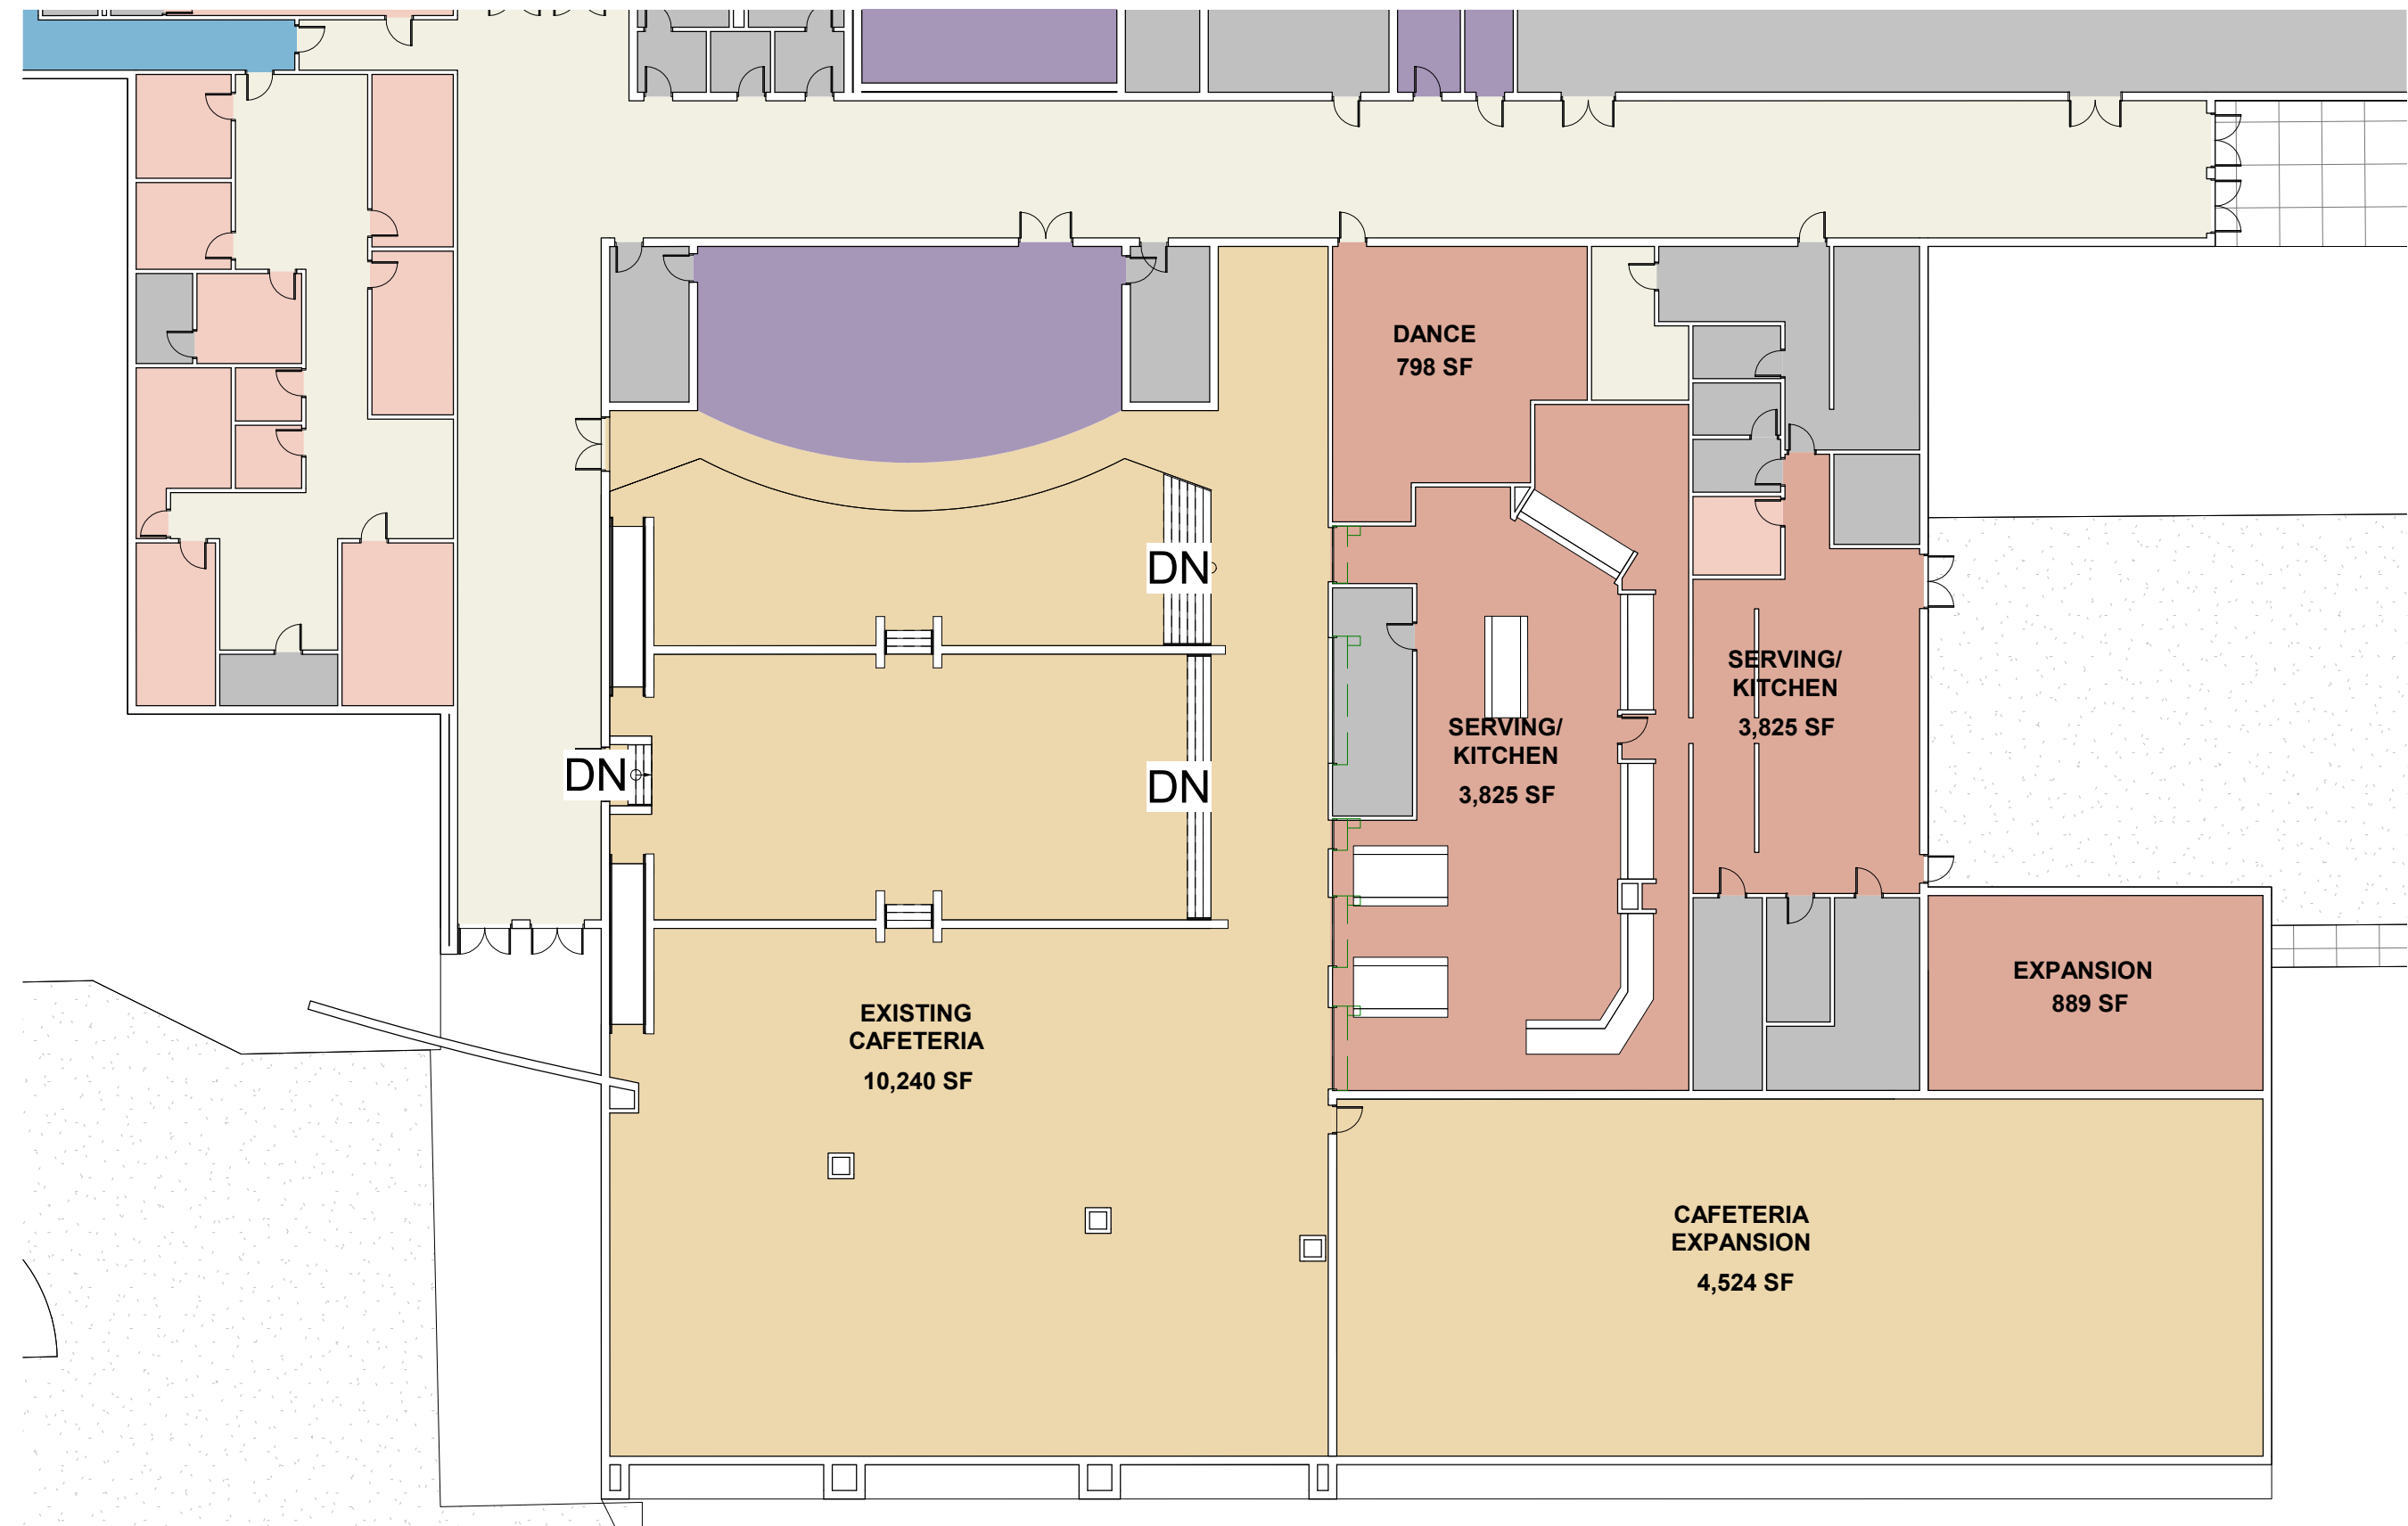 DANCE
798 SF
DN
SERVING/
KITCHEN
3,825 SF
SERVING/
KITCHEN
3,825 SF
DN
DN
EXPANSION
889 SF
EXISTING
CAFETERIA
10,240 SF
CAFETERIA
EXPANSION
4,524 SF